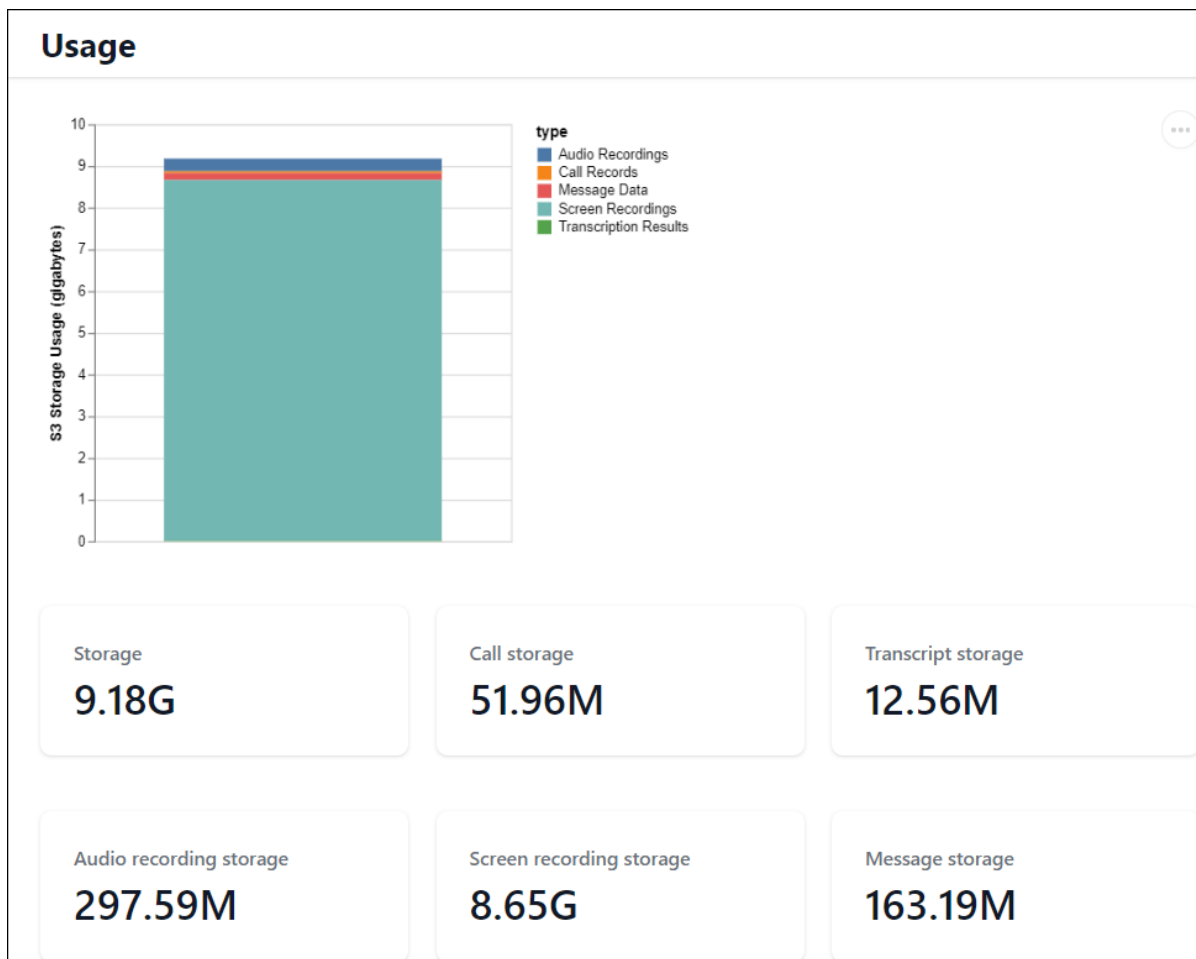 Usage
10
9
8
7
6
5
4
3
2
1
0
S3 Storage Usage (gigabytes)
type
Audio Recordings
Call Records
Message Data
Screen Recordings
Transcription Results
Storage
9.18G
Call storage
51.96M
Transcript storage
12.56M
Audio recording storage
297.59M
Screen recording storage
8.65G
Message storage
163.19M